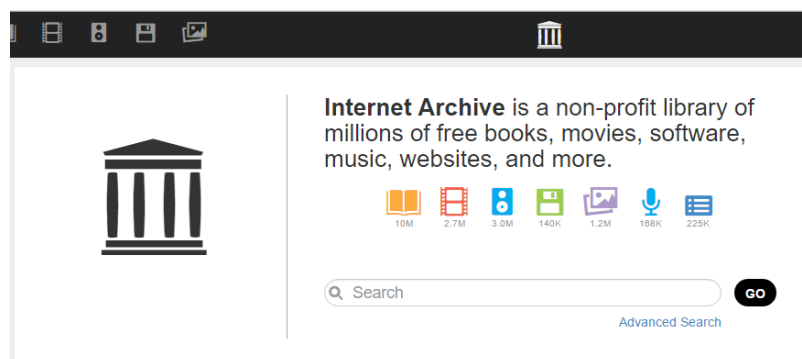 Internet Archive is a non-profit library of
millions of free books, movies, software,
music, websites, and more.
10M 2.7M 3.0M 140K 1.2M 168K 225K
Search GO
Advanced Search